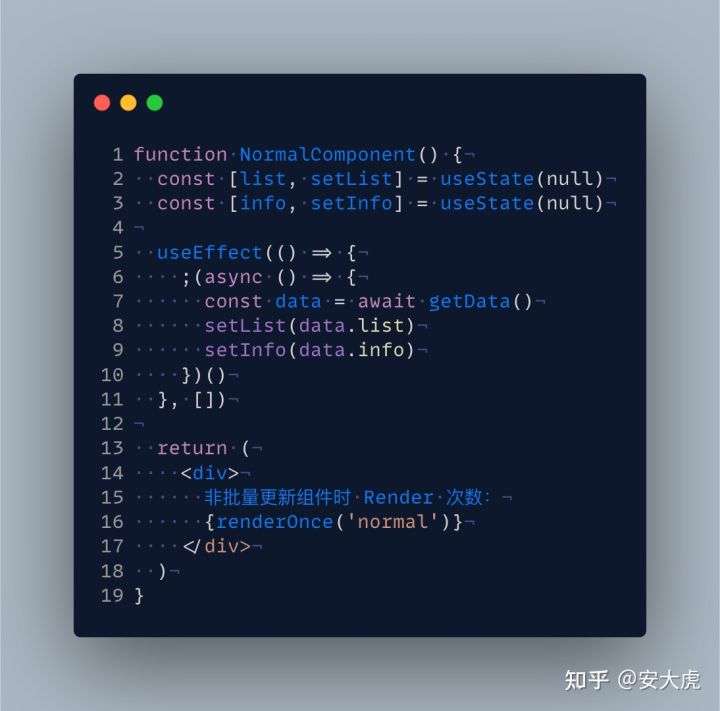 1 function NormalComponent() {
2   const [list, setList] = useState(null)
3   const [info, setInfo] = useState(null)
4
5   useEffect(() => {
6     ;(async () => {
7       const data = await getData()
8       setList(data.list)
9       setInfo(data.info)
10     })()
11   }, [])
12
13   return (
14     <div>
15       非批量更新组件时 Render 次数：
16       {renderOnce('normal')}
17     </div>
18   )
19 }
知乎 @安大虎